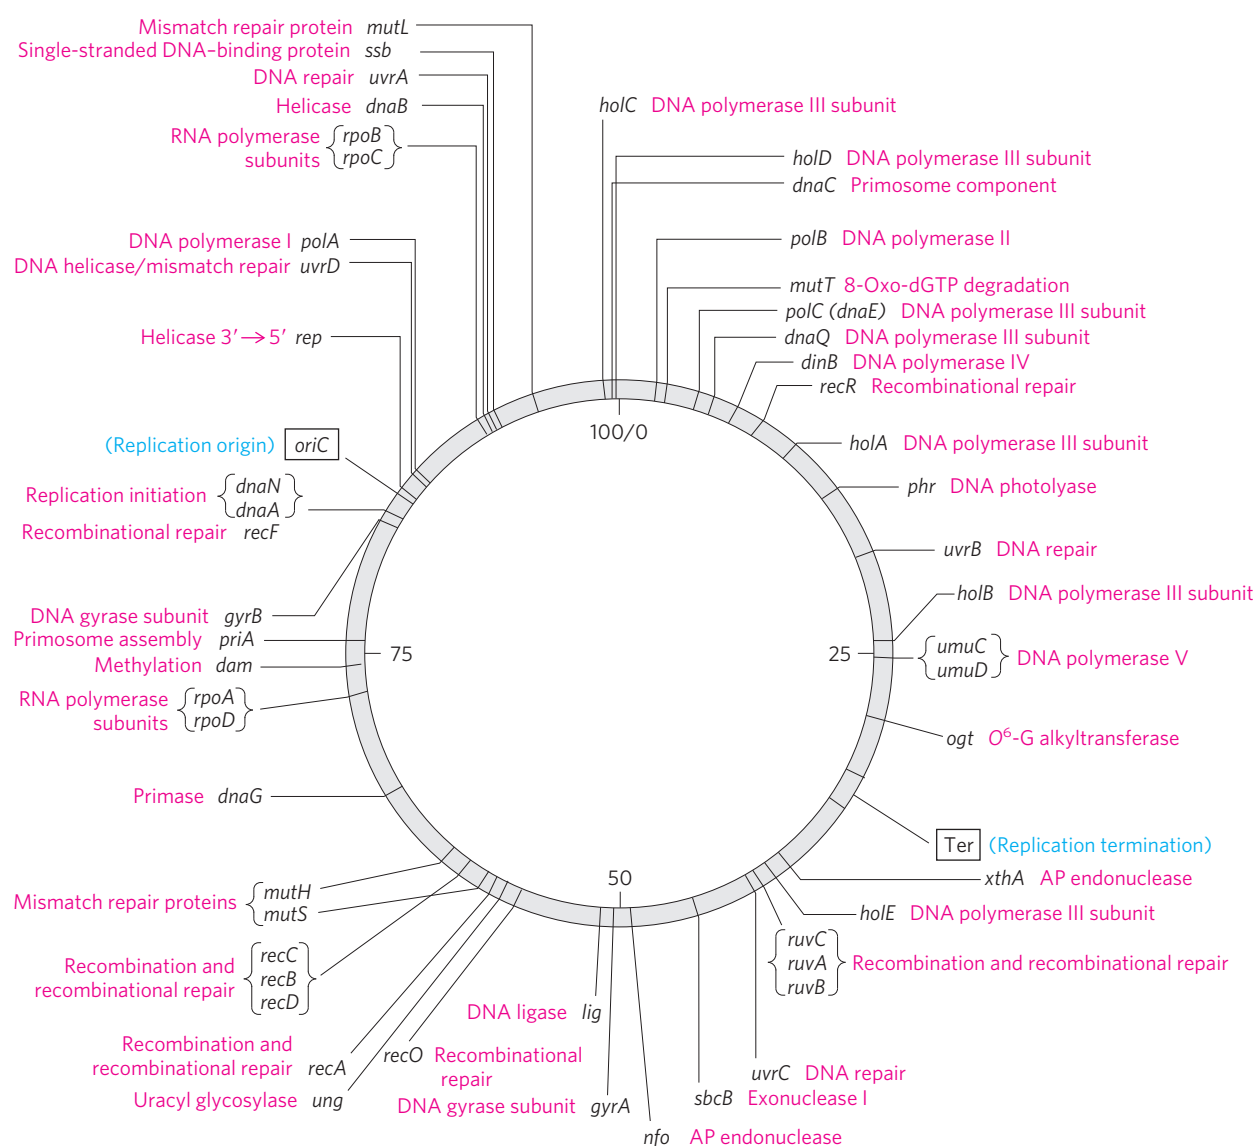 Mismatch repair protein mutL
Single-stranded DNA–binding protein ssb
DNA repair uvrA
Helicase dnaB
RNA polymerase
subunits
rpoB
rpoC
DNA polymerase I polA
DNA helicase/mismatch repair uvrD
Helicase 3′ → 5′ rep
(Replication origin) oriC
Replication initiation
dnaN
dnaA
Recombinational repair recF
DNA gyrase subunit gyrB
Primosome assembly priA
Methylation dam
RNA polymerase
subunits
rpoA
rpoD
Primase dnaG
Mismatch repair proteins
mutH
mutS
Recombination and
recombinational repair
recC
recB
recD
Recombination and
recombinational repair recA
Uracyl glycosylase ung
recO Recombinational
repair
DNA ligase lig
DNA gyrase subunit gyrA
nfo AP endonuclease
sbcB Exonuclease I
uvrC DNA repair
ruvC
ruvA
ruvB
Recombination and recombinational repair
holE DNA polymerase III subunit
xthA AP endonuclease
Ter (Replication termination)
ogt O⁶-G alkyltransferase
umuC
umuD
DNA polymerase V
holB DNA polymerase III subunit
uvrB DNA repair
phr DNA photolyase
holA DNA polymerase III subunit
recR Recombinational repair
dinB DNA polymerase IV
dnaQ DNA polymerase III subunit
polC (dnaE) DNA polymerase III subunit
mutT 8-Oxo-dGTP degradation
polB DNA polymerase II
dnaC Primosome component
holD DNA polymerase III subunit
holC DNA polymerase III subunit
100/0
25
50
75